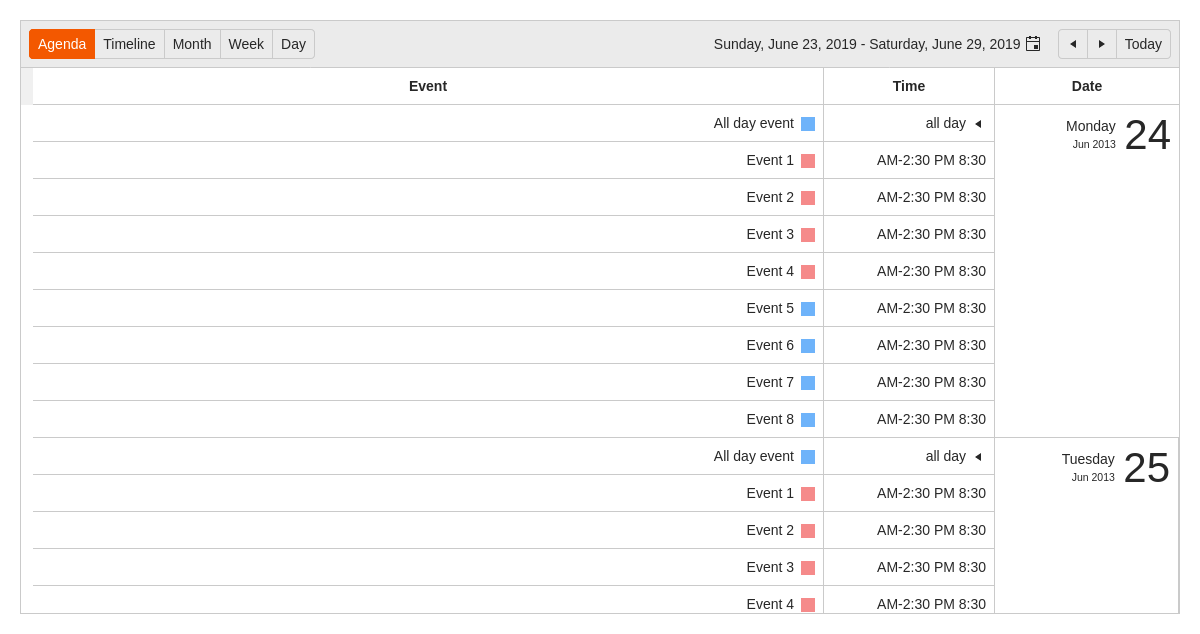 Agenda Timeline Month Week Day Sunday, June 23, 2019 - Saturday, June 29, 2019 Today
Event Time Date
All day event all day Monday 24
Jun 2013
Event 1 AM-2:30 PM 8:30
Event 2 AM-2:30 PM 8:30
Event 3 AM-2:30 PM 8:30
Event 4 AM-2:30 PM 8:30
Event 5 AM-2:30 PM 8:30
Event 6 AM-2:30 PM 8:30
Event 7 AM-2:30 PM 8:30
Event 8 AM-2:30 PM 8:30
All day event all day Tuesday 25
Jun 2013
Event 1 AM-2:30 PM 8:30
Event 2 AM-2:30 PM 8:30
Event 3 AM-2:30 PM 8:30
Event 4 AM-2:30 PM 8:30